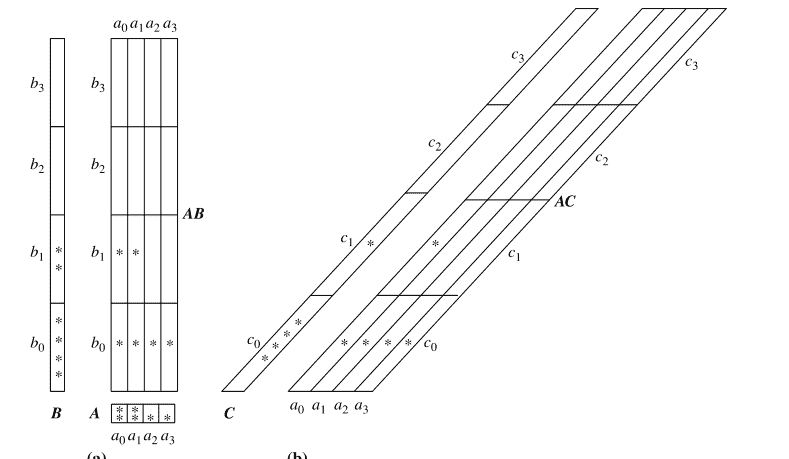 a0 a1 a2 a3
b3 b3 c3 c3
b2 b2 c2 c2
AB AC
b1 * * * b1 * * c1 * * c1
b0 * * * * b0 * * * * c0 * * * * * * * * c0
B A * * * * * * C a0 a1 a2 a3
a0 a1 a2 a3
(a) (b)